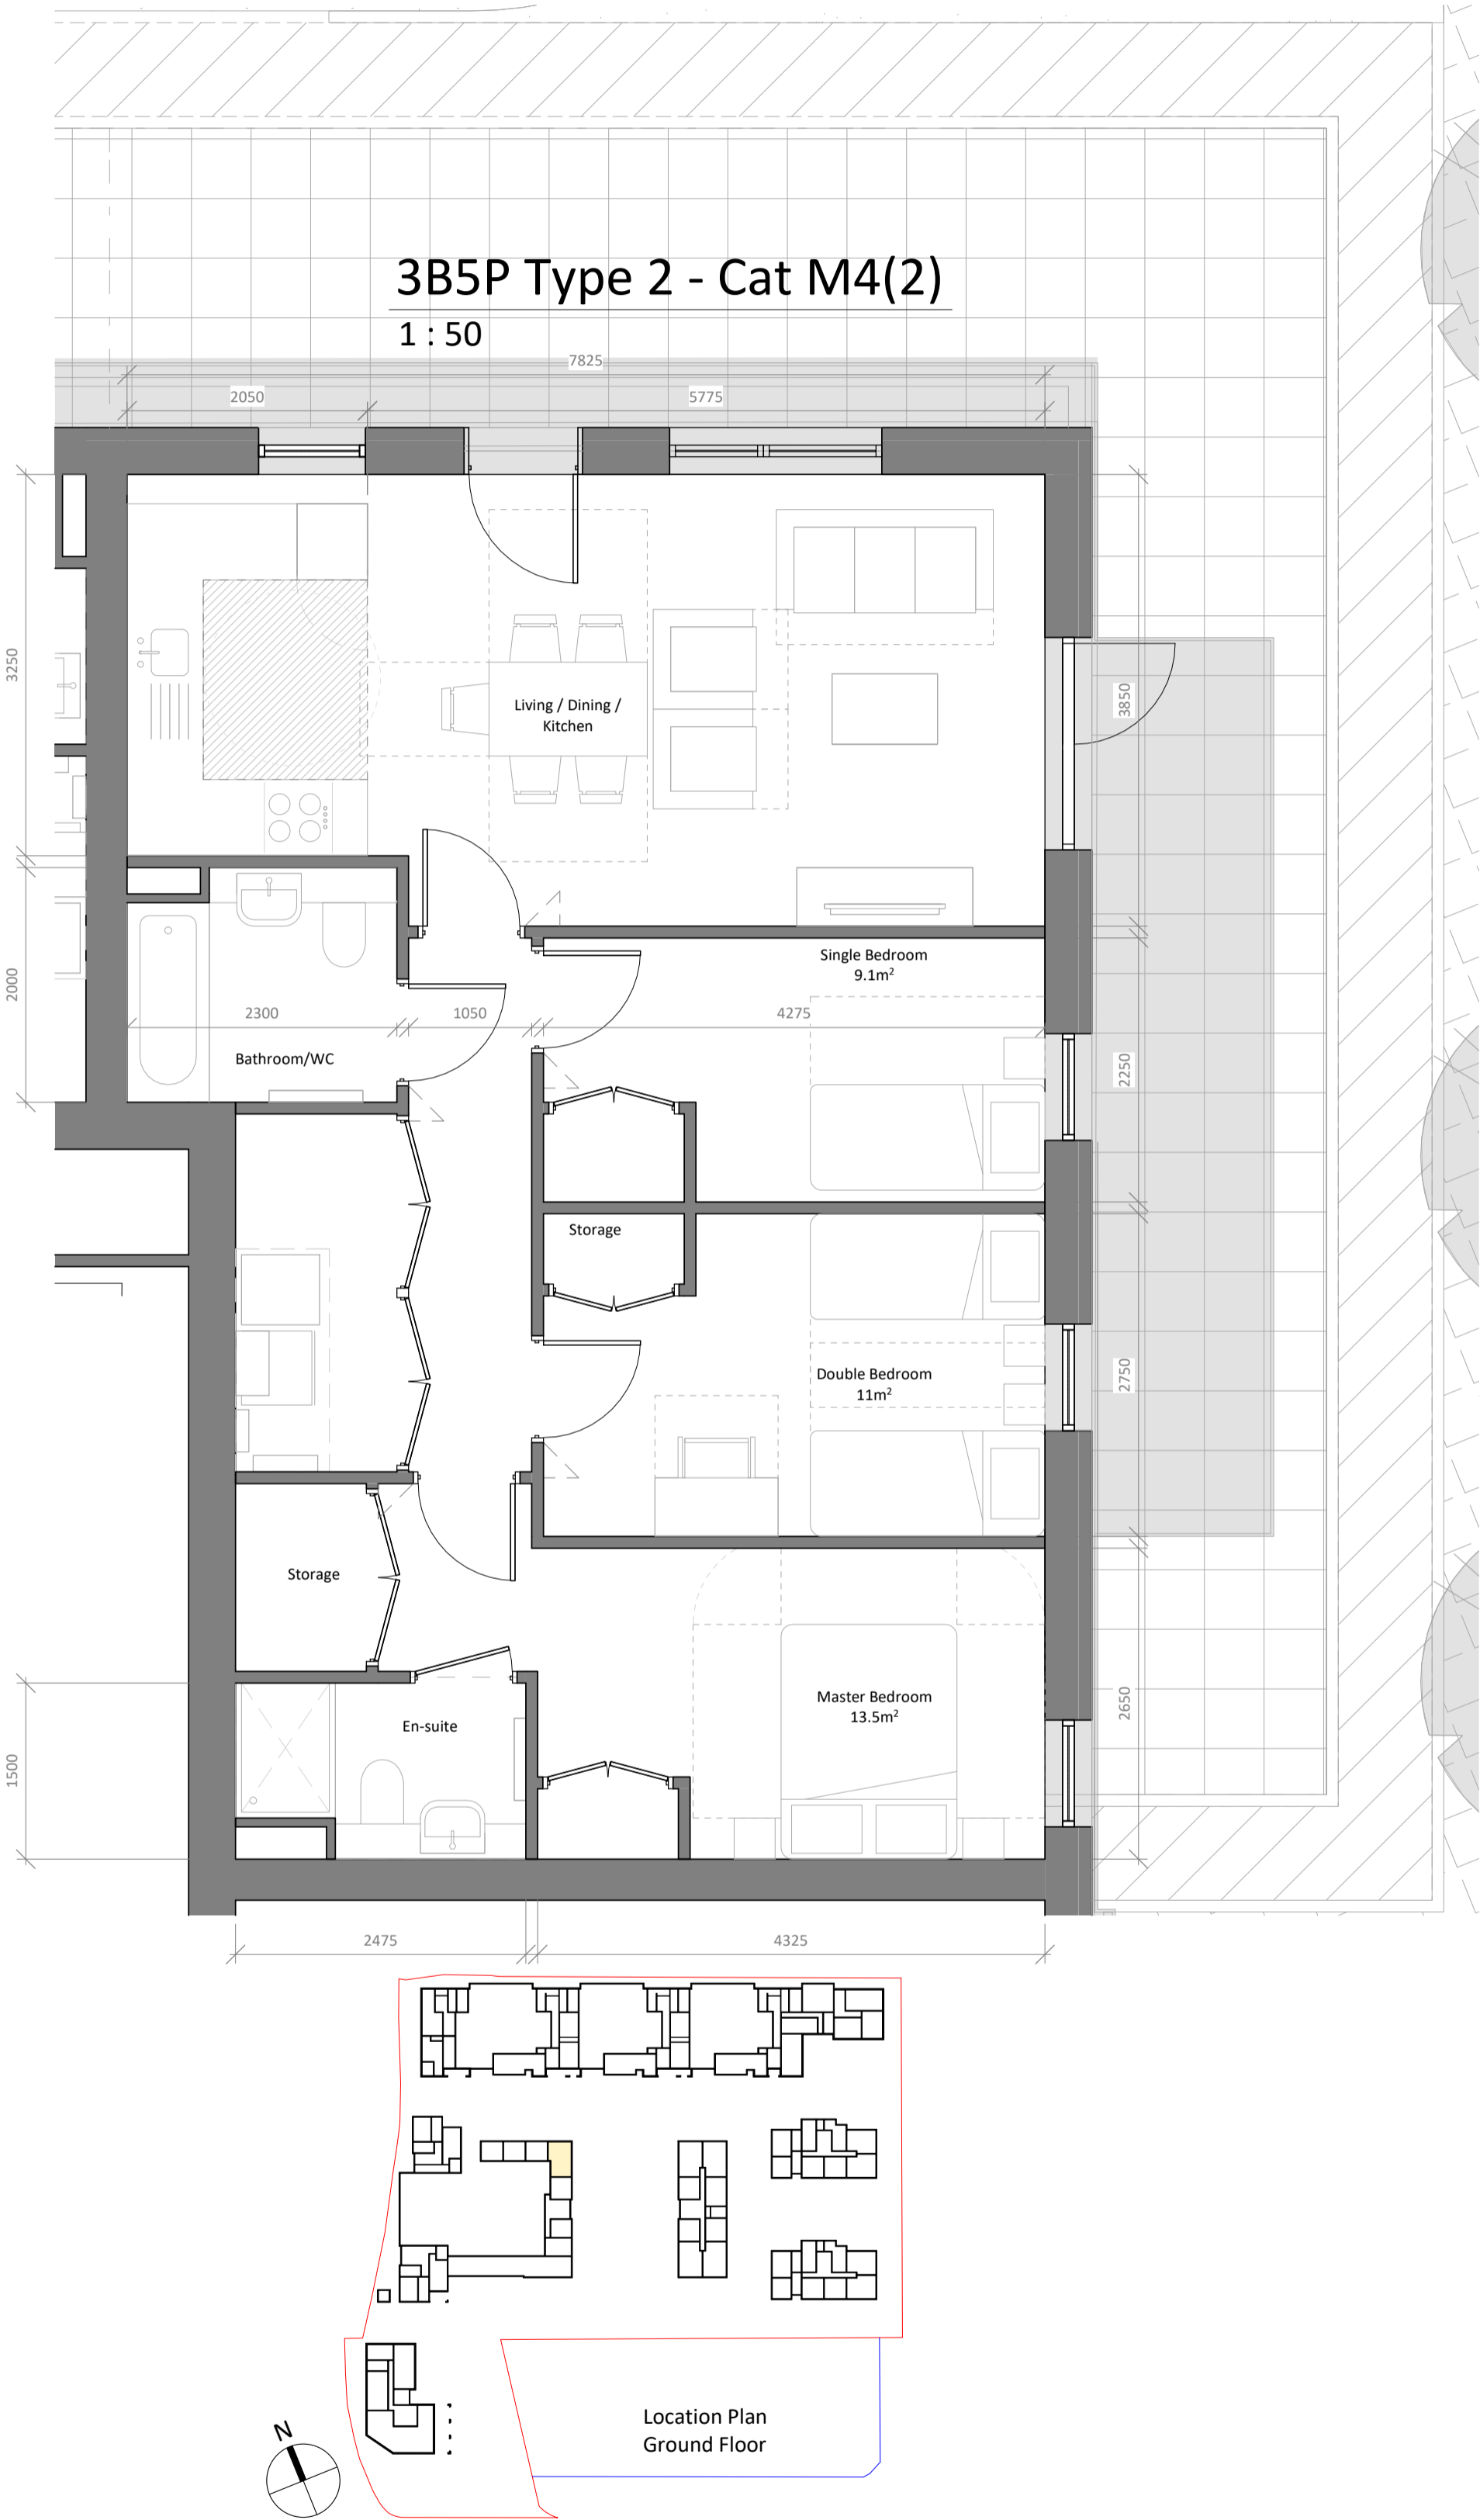 3B5P Type 2 - Cat M4(2)
1 : 50
7825
2050
5775
3250
3850
Living / Dining /
Kitchen
Single Bedroom
9.1m²
2000
2300
1050
4275
Bathroom/WC
2250
Storage
Double Bedroom
11m²
2750
Storage
Master Bedroom
13.5m²
2650
En-suite
1500
2475
4325
Location Plan
Ground Floor
N